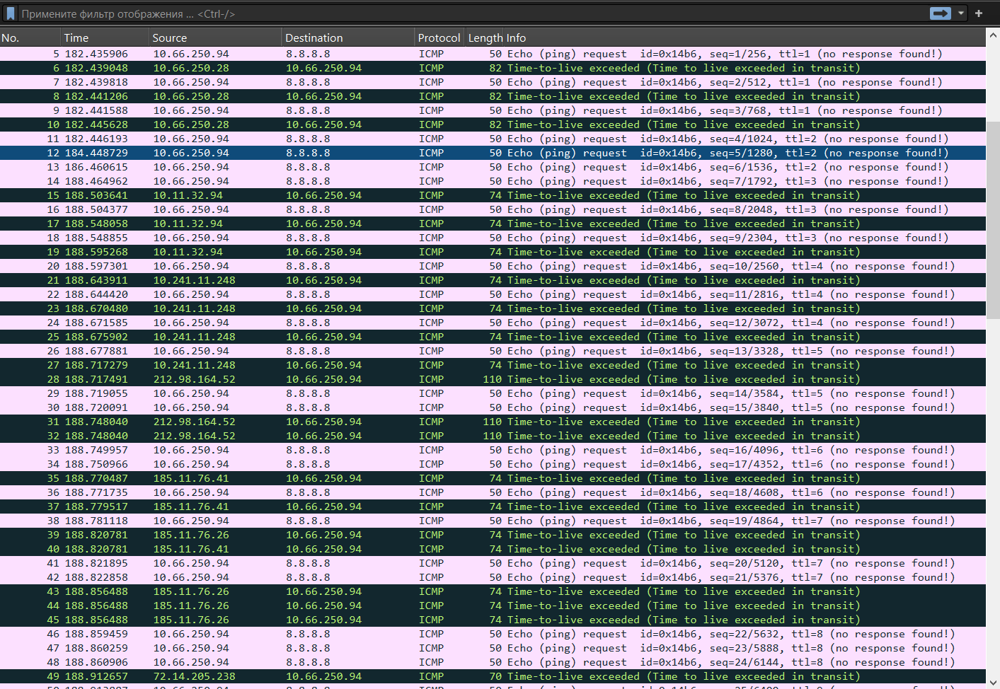 Примените фильтр отображения … <Ctrl-/>
No. Time Source Destination Protocol Length Info
5 182.435906 10.66.250.94 8.8.8.8 ICMP 50 Echo (ping) request id=0x14b6, seq=1/256, ttl=1 (no response found!)
6 182.439048 10.66.250.28 10.66.250.94 ICMP 82 Time-to-live exceeded (Time to live exceeded in transit)
7 182.439818 10.66.250.94 8.8.8.8 ICMP 50 Echo (ping) request id=0x14b6, seq=2/512, ttl=1 (no response found!)
8 182.441206 10.66.250.28 10.66.250.94 ICMP 82 Time-to-live exceeded (Time to live exceeded in transit)
9 182.441588 10.66.250.94 8.8.8.8 ICMP 50 Echo (ping) request id=0x14b6, seq=3/768, ttl=1 (no response found!)
10 182.445628 10.66.250.28 10.66.250.94 ICMP 82 Time-to-live exceeded (Time to live exceeded in transit)
11 182.446193 10.66.250.94 8.8.8.8 ICMP 50 Echo (ping) request id=0x14b6, seq=4/1024, ttl=2 (no response found!)
12 184.448729 10.66.250.94 8.8.8.8 ICMP 50 Echo (ping) request id=0x14b6, seq=5/1280, ttl=2 (no response found!)
13 186.460615 10.66.250.94 8.8.8.8 ICMP 50 Echo (ping) request id=0x14b6, seq=6/1536, ttl=2 (no response found!)
14 188.464962 10.66.250.94 8.8.8.8 ICMP 50 Echo (ping) request id=0x14b6, seq=7/1792, ttl=3 (no response found!)
15 188.503641 10.11.32.94 10.66.250.94 ICMP 74 Time-to-live exceeded (Time to live exceeded in transit)
16 188.504377 10.66.250.94 8.8.8.8 ICMP 50 Echo (ping) request id=0x14b6, seq=8/2048, ttl=3 (no response found!)
17 188.548058 10.11.32.94 10.66.250.94 ICMP 74 Time-to-live exceeded (Time to live exceeded in transit)
18 188.548855 10.66.250.94 8.8.8.8 ICMP 50 Echo (ping) request id=0x14b6, seq=9/2304, ttl=3 (no response found!)
19 188.595268 10.11.32.94 10.66.250.94 ICMP 74 Time-to-live exceeded (Time to live exceeded in transit)
20 188.597301 10.66.250.94 8.8.8.8 ICMP 50 Echo (ping) request id=0x14b6, seq=10/2560, ttl=4 (no response found!)
21 188.643911 10.241.11.248 10.66.250.94 ICMP 74 Time-to-live exceeded (Time to live exceeded in transit)
22 188.644420 10.66.250.94 8.8.8.8 ICMP 50 Echo (ping) request id=0x14b6, seq=11/2816, ttl=4 (no response found!)
23 188.670480 10.241.11.248 10.66.250.94 ICMP 74 Time-to-live exceeded (Time to live exceeded in transit)
24 188.671585 10.66.250.94 8.8.8.8 ICMP 50 Echo (ping) request id=0x14b6, seq=12/3072, ttl=4 (no response found!)
25 188.675902 10.241.11.248 10.66.250.94 ICMP 74 Time-to-live exceeded (Time to live exceeded in transit)
26 188.677881 10.66.250.94 8.8.8.8 ICMP 50 Echo (ping) request id=0x14b6, seq=13/3328, ttl=5 (no response found!)
27 188.717279 10.241.11.248 10.66.250.94 ICMP 74 Time-to-live exceeded (Time to live exceeded in transit)
28 188.717491 212.98.164.52 10.66.250.94 ICMP 110 Time-to-live exceeded (Time to live exceeded in transit)
29 188.719055 10.66.250.94 8.8.8.8 ICMP 50 Echo (ping) request id=0x14b6, seq=14/3584, ttl=5 (no response found!)
30 188.720091 10.66.250.94 8.8.8.8 ICMP 50 Echo (ping) request id=0x14b6, seq=15/3840, ttl=5 (no response found!)
31 188.748040 212.98.164.52 10.66.250.94 ICMP 110 Time-to-live exceeded (Time to live exceeded in transit)
32 188.748040 212.98.164.52 10.66.250.94 ICMP 110 Time-to-live exceeded (Time to live exceeded in transit)
33 188.749957 10.66.250.94 8.8.8.8 ICMP 50 Echo (ping) request id=0x14b6, seq=16/4096, ttl=6 (no response found!)
34 188.750966 10.66.250.94 8.8.8.8 ICMP 50 Echo (ping) request id=0x14b6, seq=17/4352, ttl=6 (no response found!)
35 188.770487 185.11.76.41 10.66.250.94 ICMP 74 Time-to-live exceeded (Time to live exceeded in transit)
36 188.771735 10.66.250.94 8.8.8.8 ICMP 50 Echo (ping) request id=0x14b6, seq=18/4608, ttl=6 (no response found!)
37 188.779517 185.11.76.41 10.66.250.94 ICMP 74 Time-to-live exceeded (Time to live exceeded in transit)
38 188.781118 10.66.250.94 8.8.8.8 ICMP 50 Echo (ping) request id=0x14b6, seq=19/4864, ttl=7 (no response found!)
39 188.820781 185.11.76.26 10.66.250.94 ICMP 74 Time-to-live exceeded (Time to live exceeded in transit)
40 188.820781 185.11.76.41 10.66.250.94 ICMP 74 Time-to-live exceeded (Time to live exceeded in transit)
41 188.821895 10.66.250.94 8.8.8.8 ICMP 50 Echo (ping) request id=0x14b6, seq=20/5120, ttl=7 (no response found!)
42 188.822858 10.66.250.94 8.8.8.8 ICMP 50 Echo (ping) request id=0x14b6, seq=21/5376, ttl=7 (no response found!)
43 188.856488 185.11.76.26 10.66.250.94 ICMP 74 Time-to-live exceeded (Time to live exceeded in transit)
44 188.856488 185.11.76.26 10.66.250.94 ICMP 74 Time-to-live exceeded (Time to live exceeded in transit)
45 188.856488 185.11.76.26 10.66.250.94 ICMP 74 Time-to-live exceeded (Time to live exceeded in transit)
46 188.859459 10.66.250.94 8.8.8.8 ICMP 50 Echo (ping) request id=0x14b6, seq=22/5632, ttl=8 (no response found!)
47 188.860259 10.66.250.94 8.8.8.8 ICMP 50 Echo (ping) request id=0x14b6, seq=23/5888, ttl=8 (no response found!)
48 188.860906 10.66.250.94 8.8.8.8 ICMP 50 Echo (ping) request id=0x14b6, seq=24/6144, ttl=8 (no response found!)
49 188.912657 72.14.205.238 10.66.250.94 ICMP 70 Time-to-live exceeded (Time to live exceeded in transit)